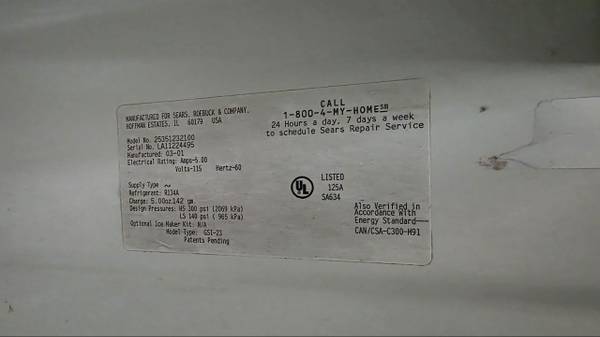 MANUFACTURED FOR SEARS, ROEBUCK & COMPANY.
HOFFMAN ESTATES, IL 60179 USA
Model No. 25351232100
Serial No. LA11224495
Manufactured: 03-01
Electrical Rating: Amps-5.00
Volts-115 Hertz-60
Supply Type ~
Refrigerant: R134A
Charge: 5.00oz142 gm
Design Pressures: HS 300 psi (2069 kPa)
LS 140 psi ( 965 kPa)
Optional Ice Maker Kit: N/A
Model Type: GSI-21
Patents Pending
CALL
1-800-4-MY-HOME℠
24 Hours a day, 7 days a week
to schedule Sears Repair Service
UL
LISTED
125A
SA634
Also Verified in
Accordance With
Energy Standard
CAN/CSA-C300-M91